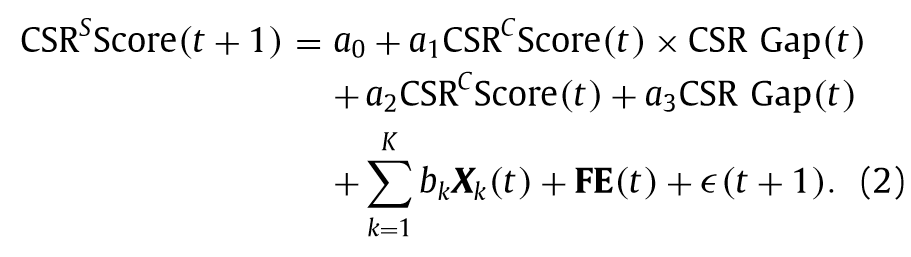 CSR^S Score(t + 1) = a_0 + a_1 CSR^C Score(t) × CSR Gap(t)
+ a_2 CSR^C Score(t) + a_3 CSR Gap(t)
+ \sum_{k=1}^{K} b_k X_k(t) + FE(t) + ϵ(t + 1). (2)